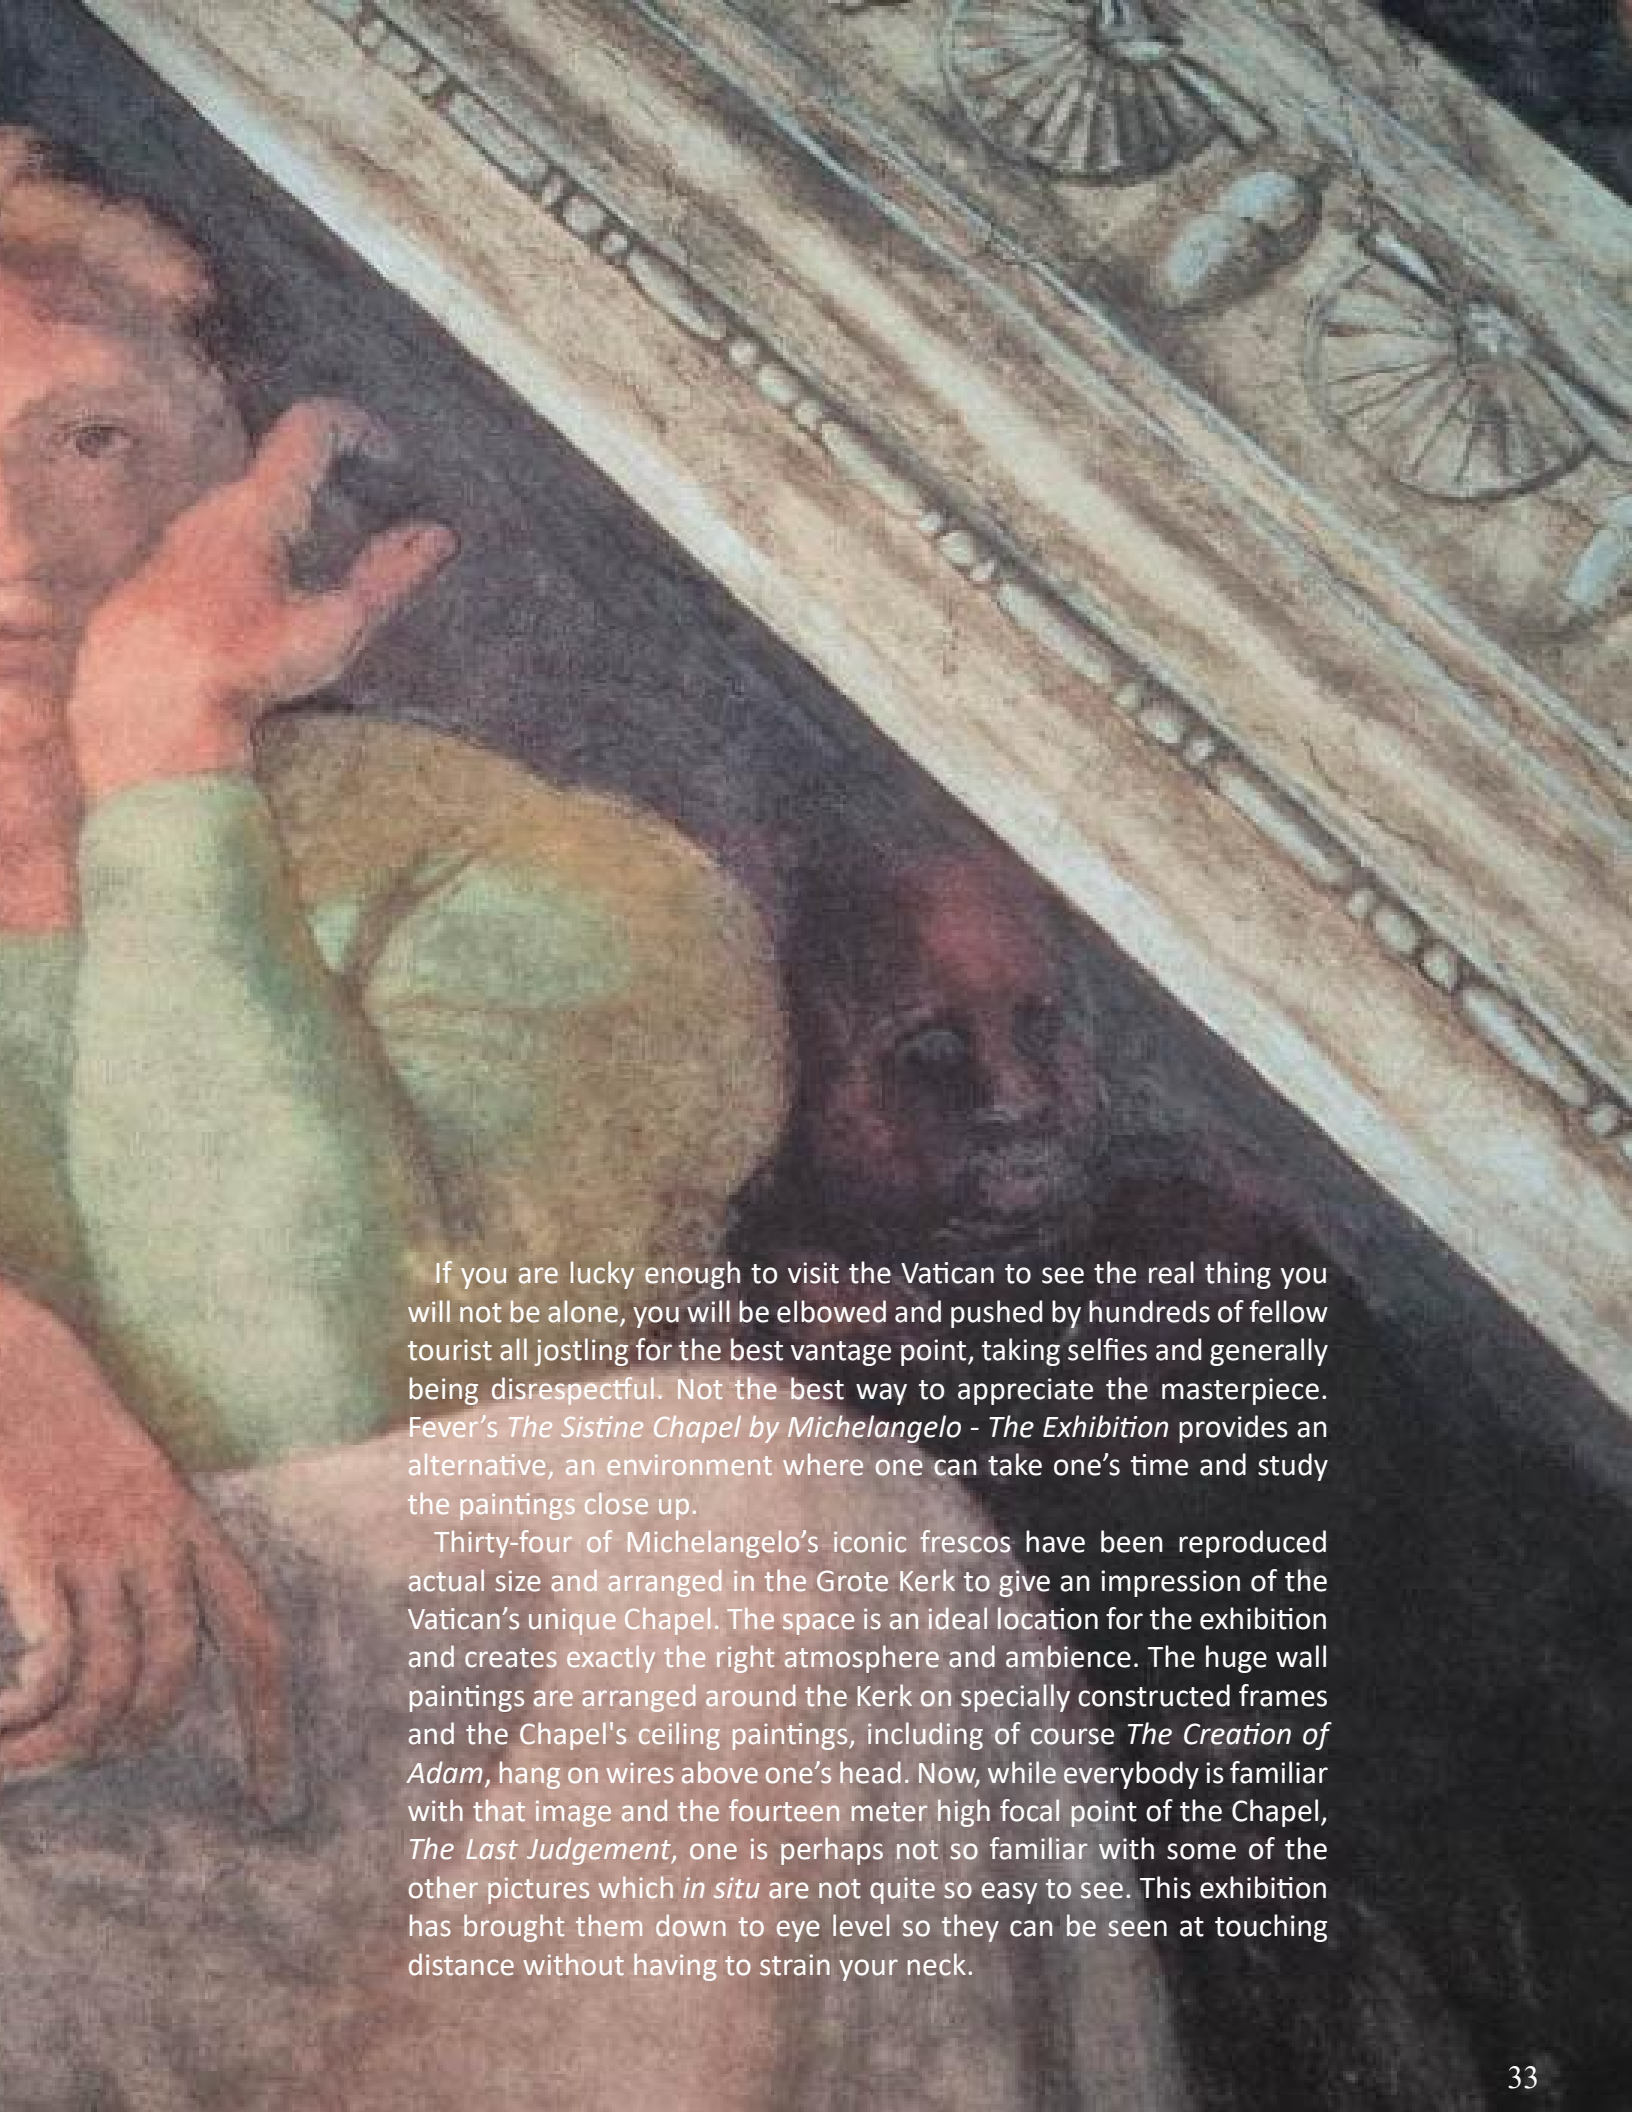 If you are lucky enough to visit the Vatican to see the real thing you
will not be alone, you will be elbowed and pushed by hundreds of fellow
tourist all jostling for the best vantage point, taking selfies and generally
being disrespectful. Not the best way to appreciate the masterpiece.
Fever’s The Sistine Chapel by Michelangelo - The Exhibition provides an
alternative, an environment where one can take one’s time and study
the paintings close up.
Thirty-four of Michelangelo’s iconic frescos have been reproduced
actual size and arranged in the Grote Kerk to give an impression of the
Vatican’s unique Chapel. The space is an ideal location for the exhibition
and creates exactly the right atmosphere and ambience. The huge wall
paintings are arranged around the Kerk on specially constructed frames
and the Chapel's ceiling paintings, including of course The Creation of
Adam, hang on wires above one’s head. Now, while everybody is familiar
with that image and the fourteen meter high focal point of the Chapel,
The Last Judgement, one is perhaps not so familiar with some of the
other pictures which in situ are not quite so easy to see. This exhibition
has brought them down to eye level so they can be seen at touching
distance without having to strain your neck.
33